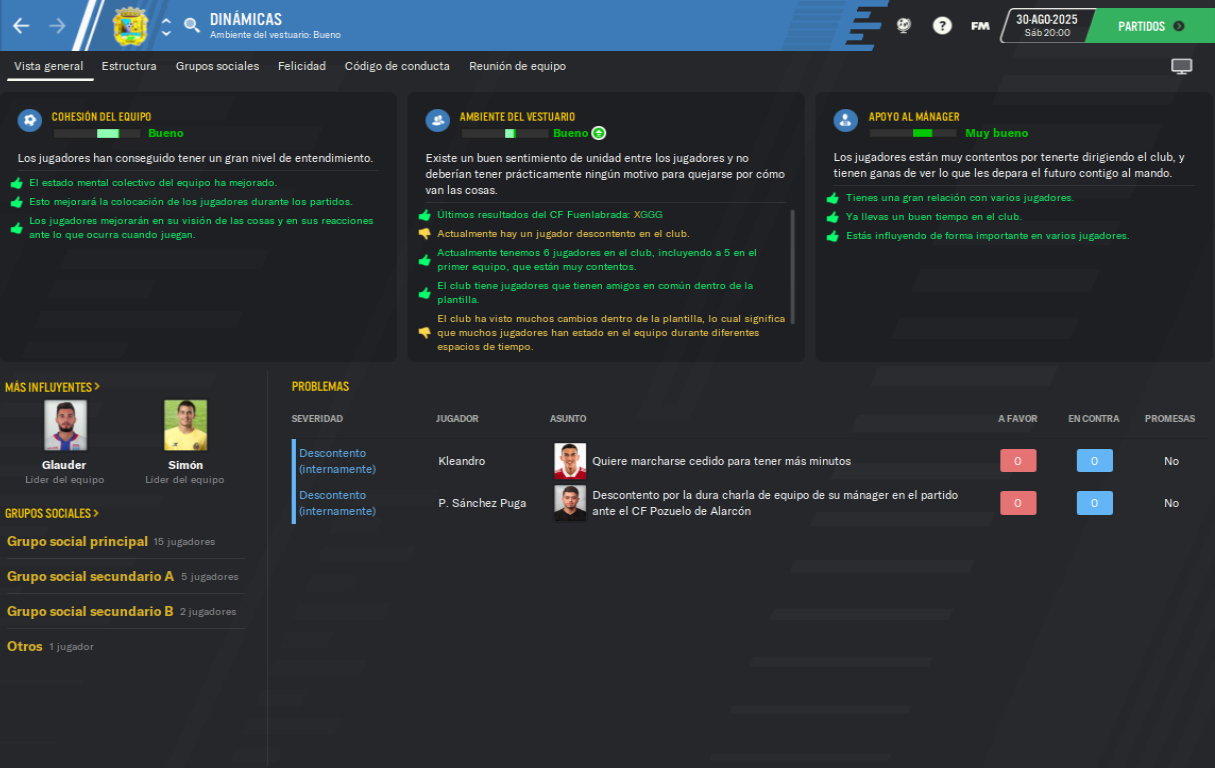 DINÁMICAS
Ambiente del vestuario: Bueno
?
FM
30-AGO-2025
Sáb 20:00
PARTIDOS
Vista general
Estructura
Grupos sociales
Felicidad
Código de conducta
Reunión de equipo
COHESIÓN DEL EQUIPO
Bueno
Los jugadores han conseguido tener un gran nivel de entendimiento.
El estado mental colectivo del equipo ha mejorado.
Esto mejorará la colocación de los jugadores durante los partidos.
Los jugadores mejorarán en su visión de las cosas y en sus reacciones
ante lo que ocurra cuando juegan.
AMBIENTE DEL VESTUARIO
Bueno
Existe un buen sentimiento de unidad entre los jugadores y no
deberían tener prácticamente ningún motivo para quejarse por cómo
van las cosas.
Últimos resultados del CF Fuenlabrada: XGGG
Actualmente hay un jugador descontento en el club.
Actualmente tenemos 6 jugadores en el club, incluyendo a 5 en el
primer equipo, que están muy contentos.
El club tiene jugadores que tienen amigos en común dentro de la
plantilla.
El club ha visto muchos cambios dentro de la plantilla, lo cual significa
que muchos jugadores han estado en el equipo durante diferentes
espacios de tiempo.
APOYO AL MÁNAGER
Muy bueno
Los jugadores están muy contentos por tenerte dirigiendo el club, y
tienen ganas de ver lo que les depara el futuro contigo al mando.
Tienes una gran relación con varios jugadores.
Ya llevas un buen tiempo en el club.
Estás influyendo de forma importante en varios jugadores.
MÁS INFLUYENTES >
Glauder
Líder del equipo
Simón
Líder del equipo
GRUPOS SOCIALES >
Grupo social principal 15 jugadores
Grupo social secundario A 5 jugadores
Grupo social secundario B 2 jugadores
Otros 1 jugador
PROBLEMAS
SEVERIDAD JUGADOR ASUNTO A FAVOR EN CONTRA PROMESAS
Descontento
(internamente)
Kleandro
Quiere marcharse cedido para tener más minutos
0
0
No
Descontento
(internamente)
P. Sánchez Puga
Descontento por la dura charla de equipo de su mánager en el partido
ante el CF Pozuelo de Alarcón
0
0
No